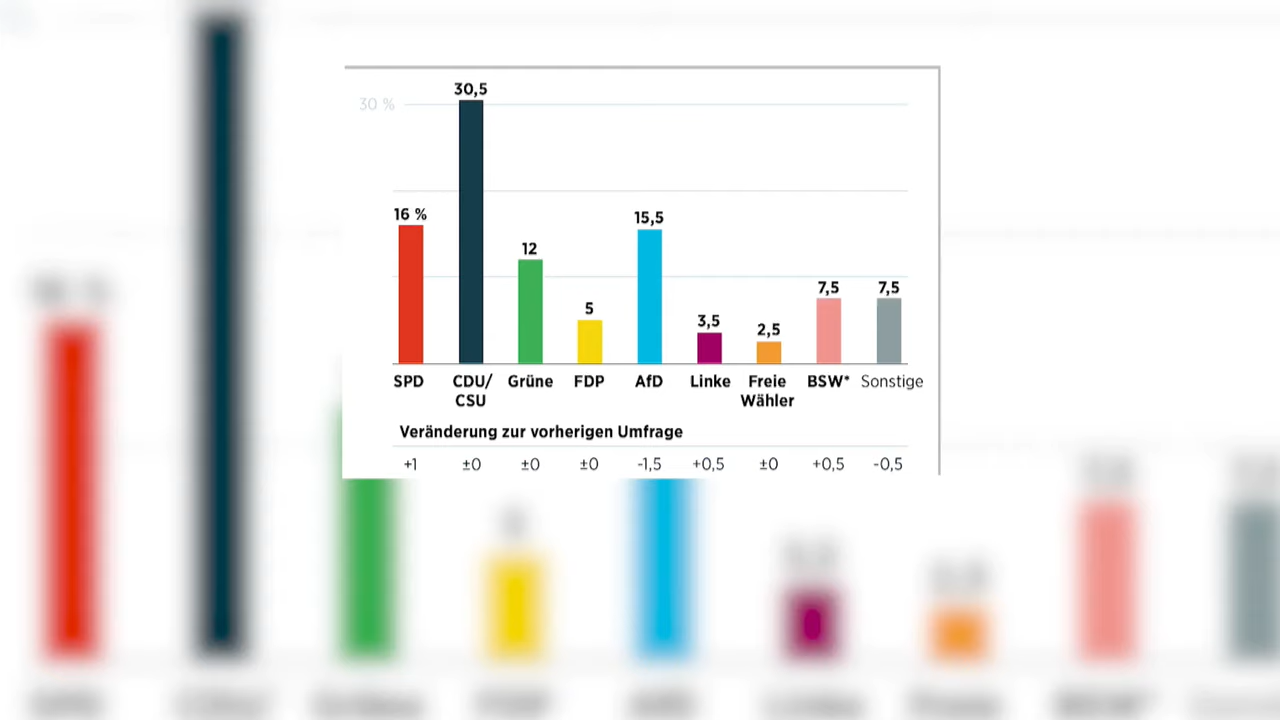 30,5
30 %
16 %
15,5
12
7,5 7,5
5
3,5
2,5
SPD CDU/ Grüne FDP AfD Linke Freie BSW* Sonstige
CSU Wähler
Veränderung zur vorherigen Umfrage
+1 ±0 ±0 ±0 -1,5 +0,5 ±0 +0,5 -0,5